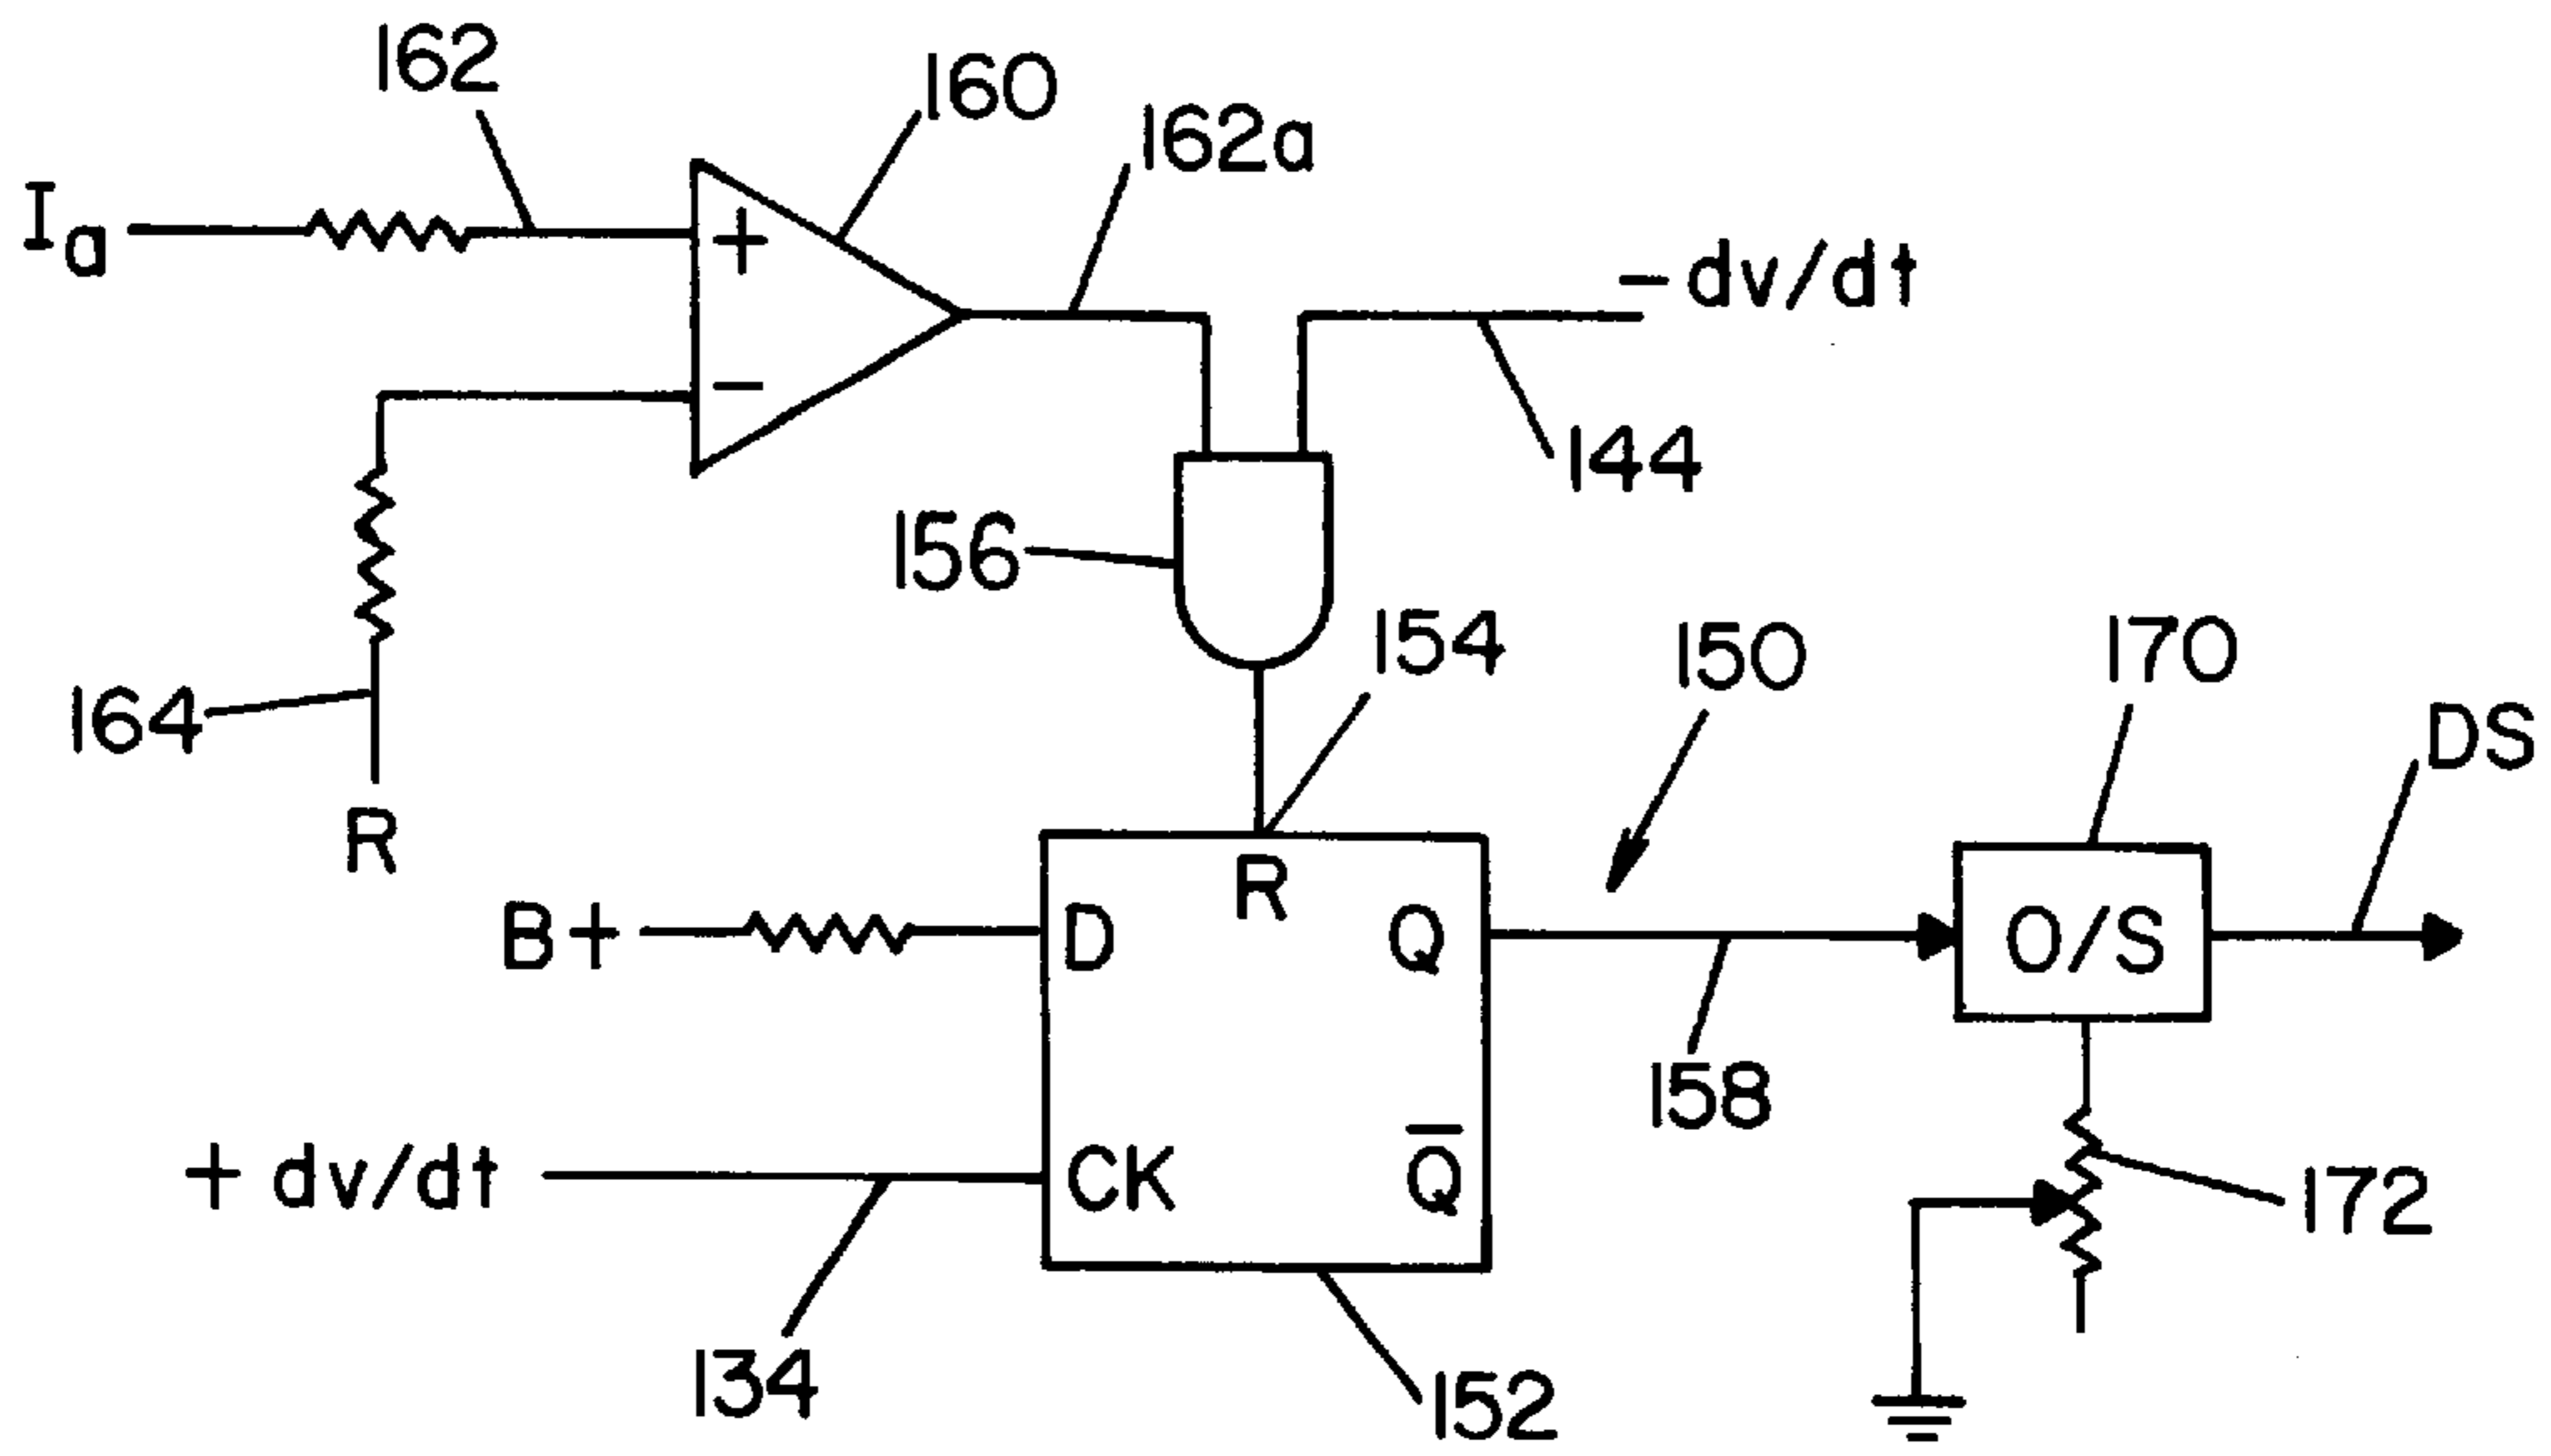 162
160
162a
Ia
+
-dv/dt
−
144
156
154
150
170
164
DS
R
R
B+
D
Q
O/S
158
+dv/dt
CK
Q̅
172
134
152